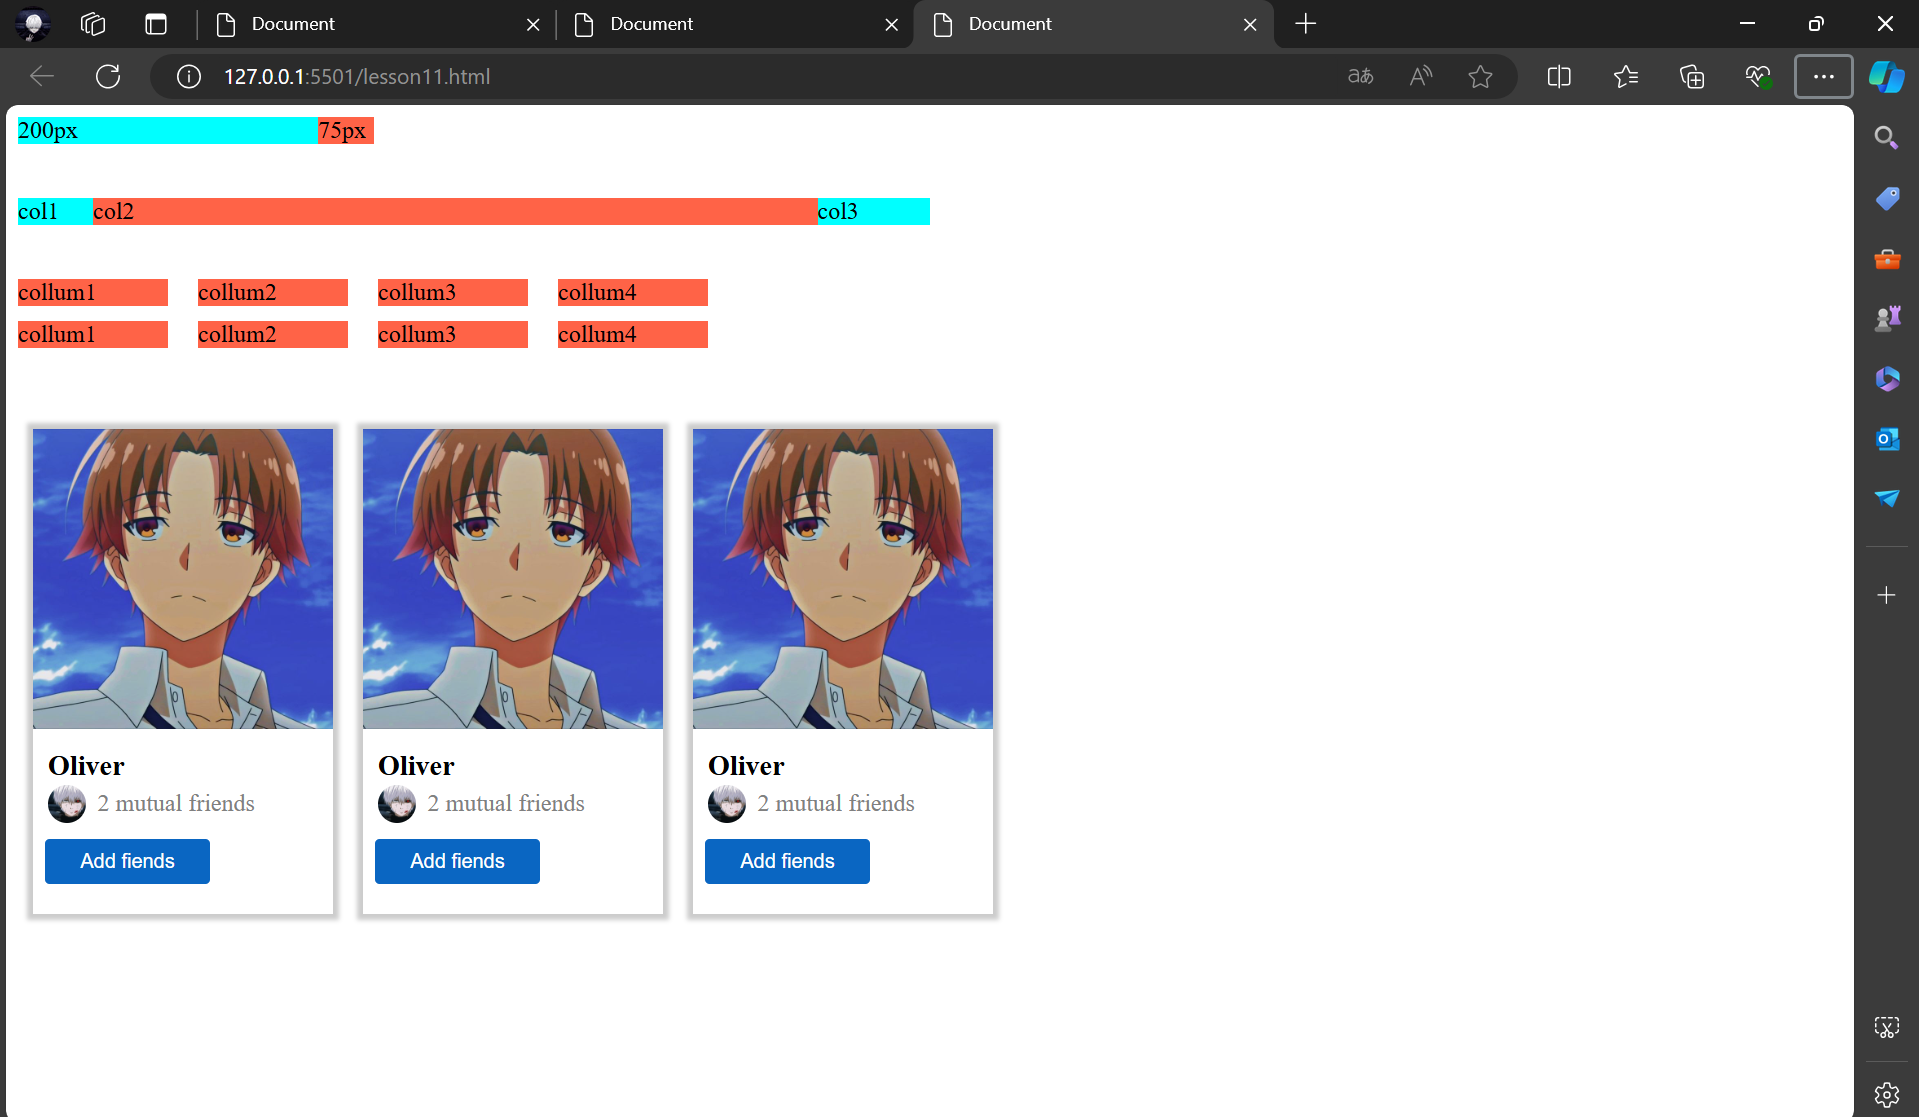 Document Document Document
127.0.0.1:5501/lesson11.html
200px 75px
col1 col2 col3
collum1 collum2 collum3 collum4
collum1 collum2 collum3 collum4
Oliver Oliver Oliver
2 mutual friends 2 mutual friends 2 mutual friends
Add fiends Add fiends Add fiends